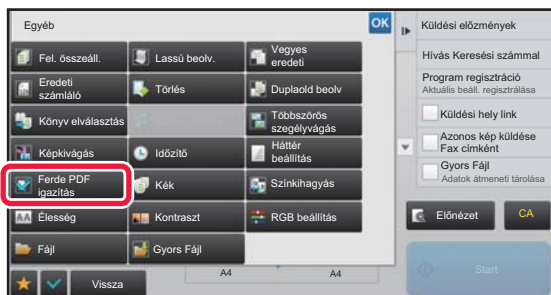 Egyéb
OK
Fel. összeáll.
Lassú beolv.
Vegyes
eredeti
Eredeti
számláló
Törlés
Duplaold beolv
Könyv elválasztás
Többszörös
szegélyvágás
Képkivágás
Időzítő
Háttér
beállítás
Ferde PDF
igazítás
Kék
Színkihagyás
AA Élesség
Kontraszt
RGB beállítás
Fájl
Gyors Fájl
Vissza
A4
A4
Küldési előzmények
Hívás Keresési számmal
Program regisztráció
Aktuális beáll. regisztrálása
Küldési hely link
Azonos kép küldése
Fax címként
Gyors Fájl
Adatok átmeneti tárolása
Előnézet
CA
Start